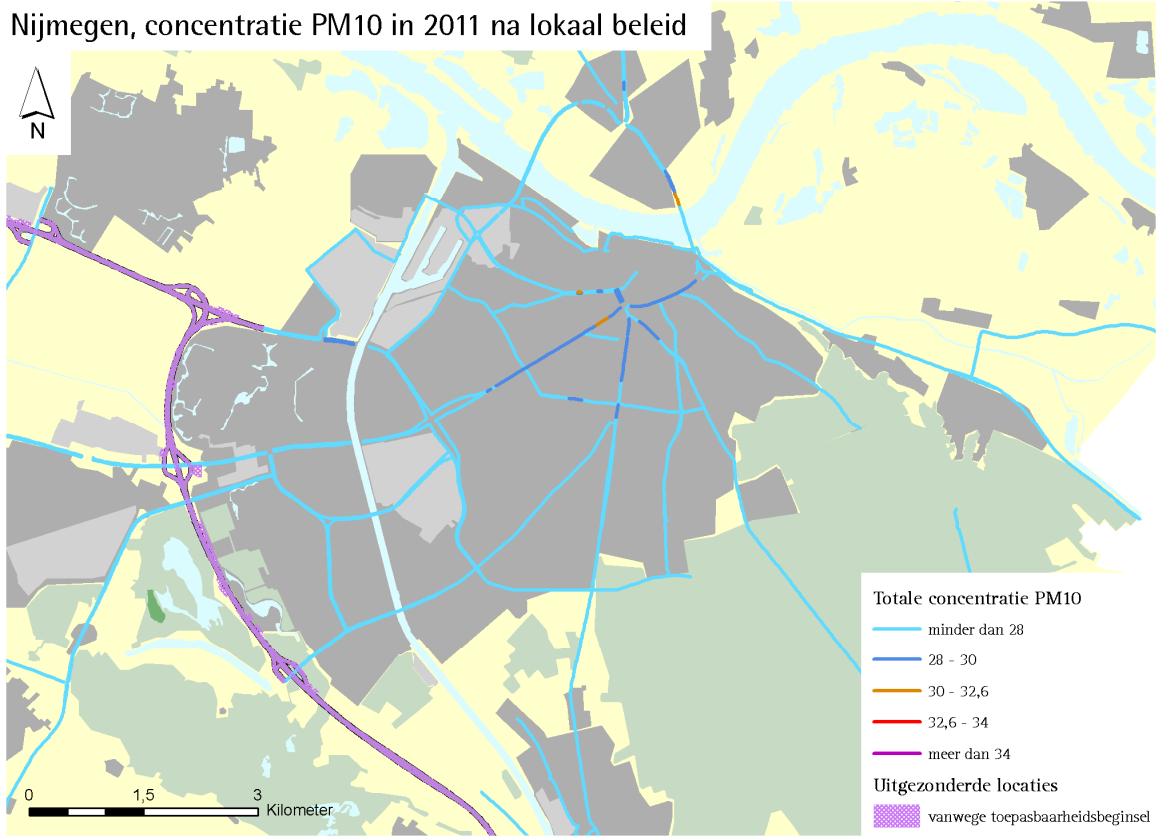 Nijmegen, concentratie PM10 in 2011 na lokaal beleid
N
Totale concentratie PM10
minder dan 28
28 - 30
30 - 32,6
32,6 - 34
meer dan 34
Uitgezonderde locaties
vanwege toepasbaarheidsbeginsel
0 1,5 3
Kilometer